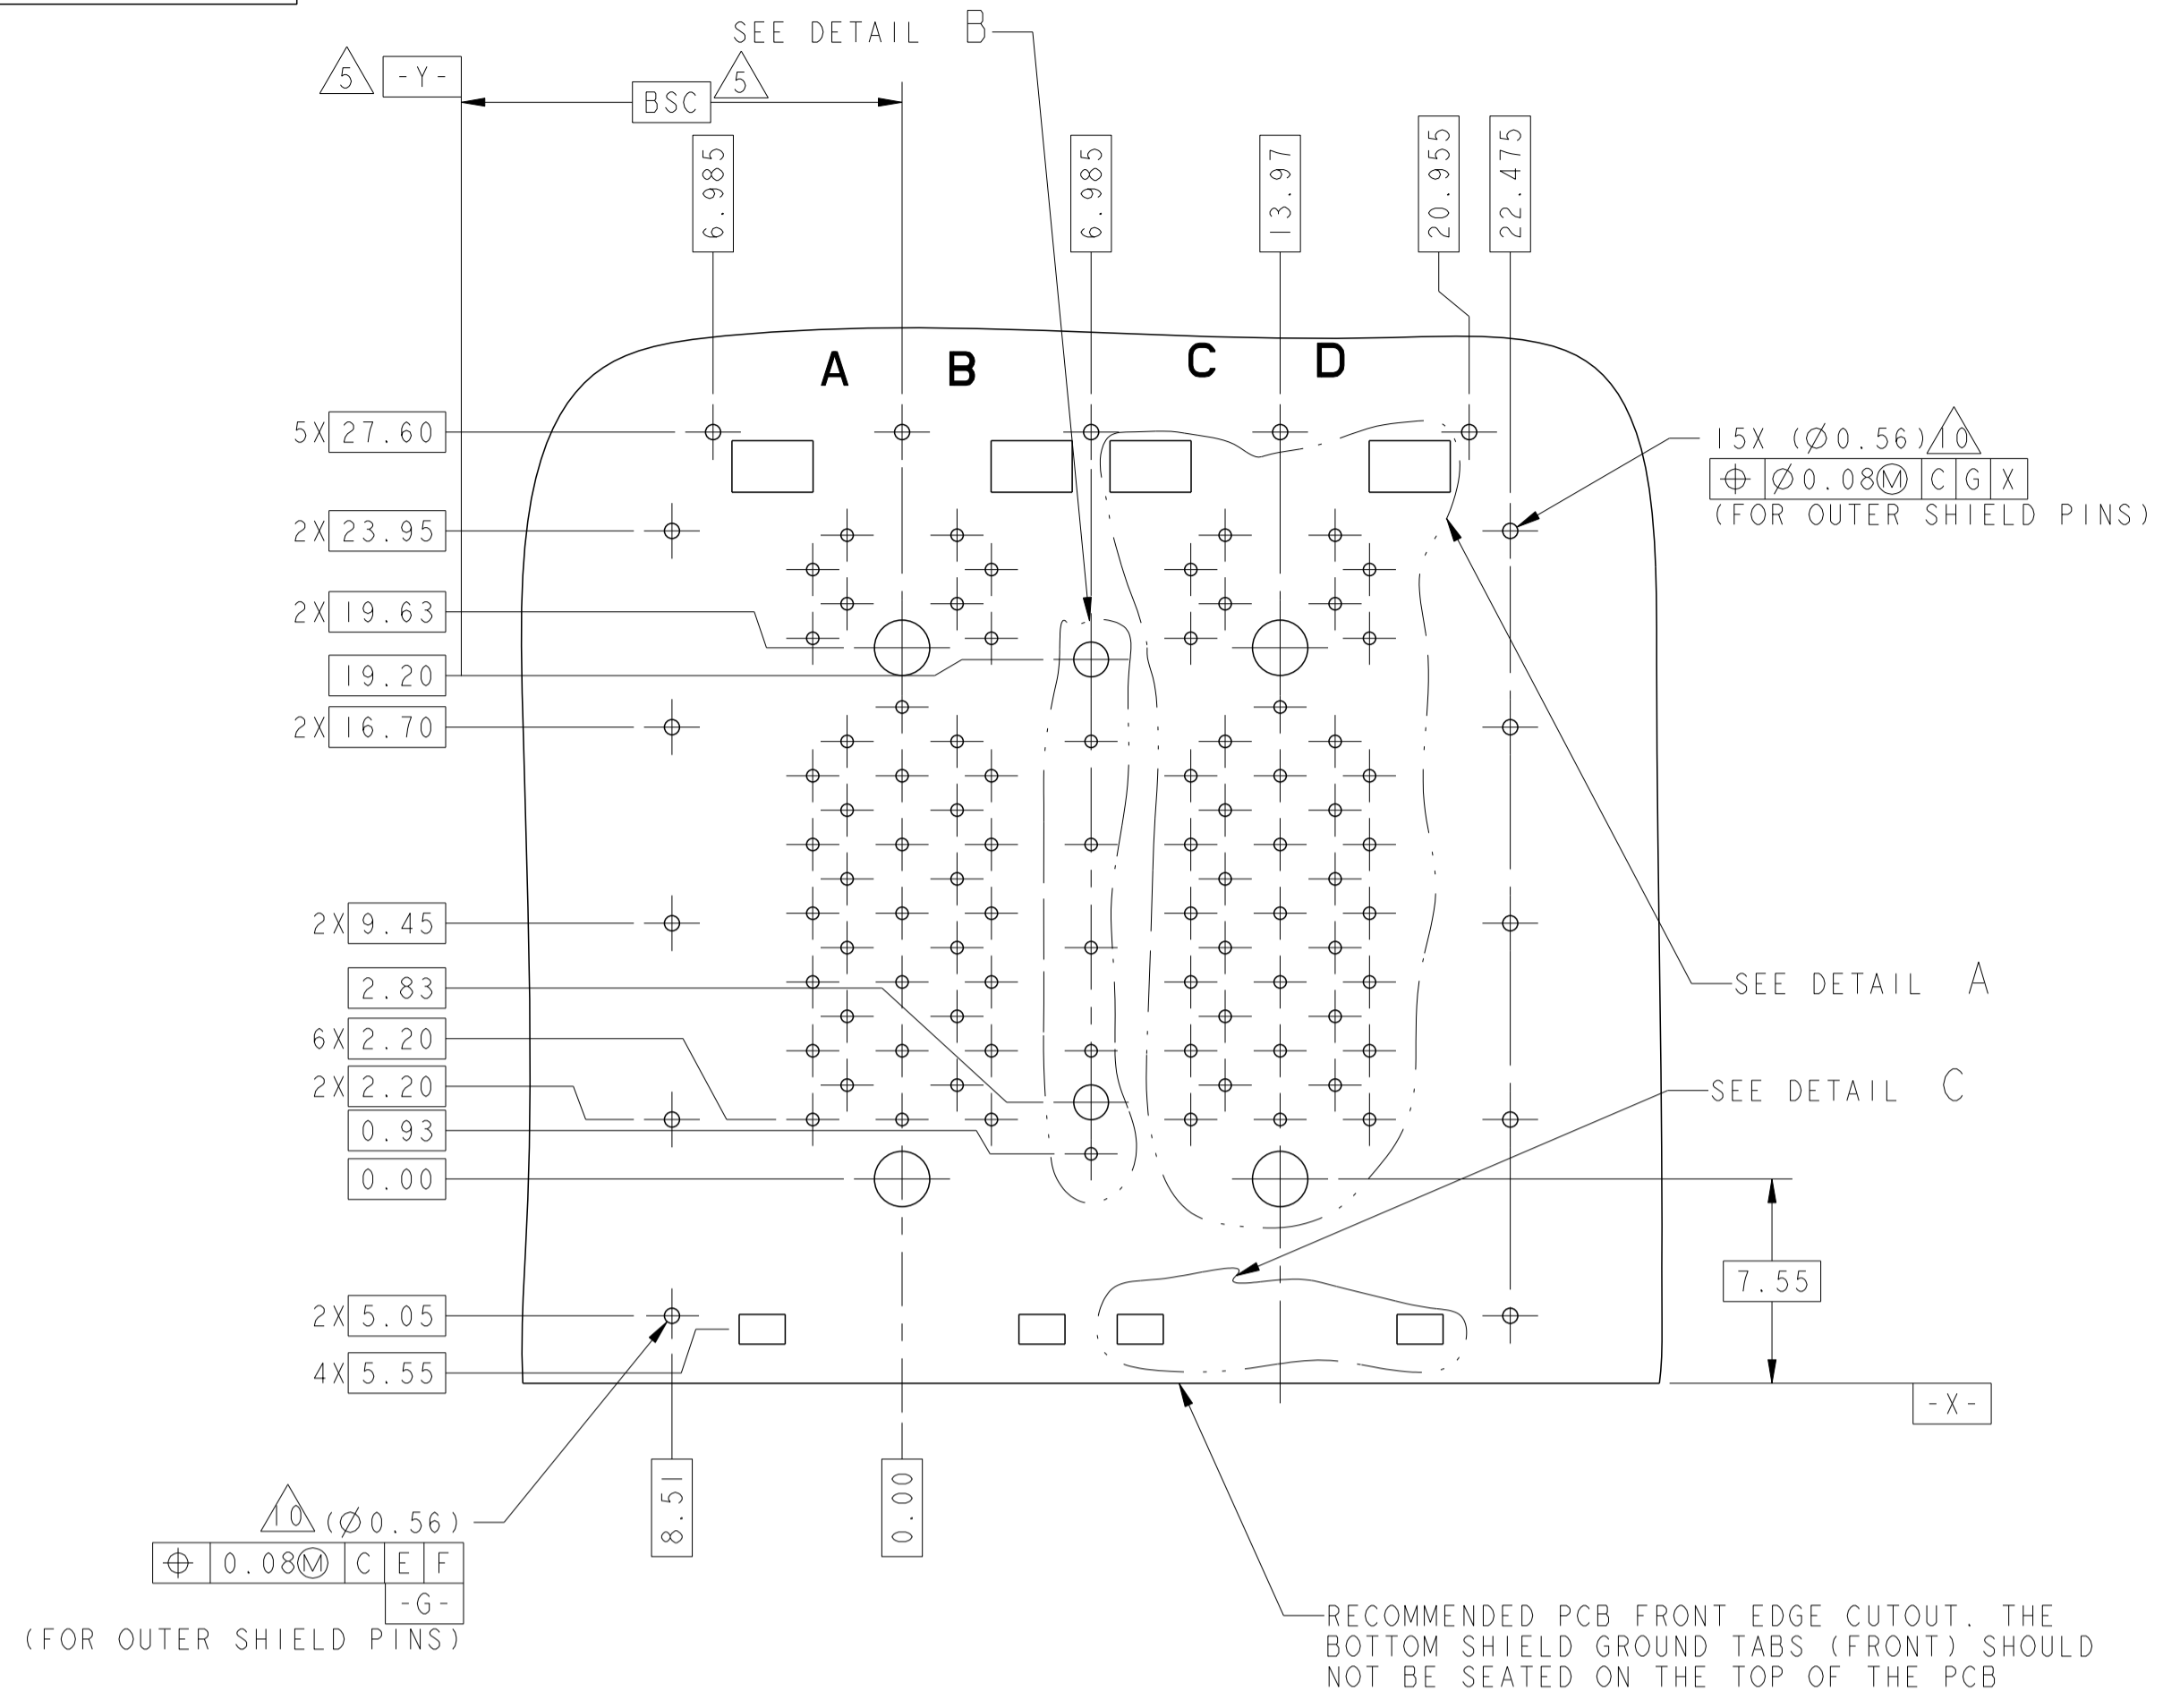 SEE DETAIL B
5 -Y-
BSC 5
6.985
6.985
13.97
20.955
22.475
A B C D
5X 27.60
2X 23.95
2X 19.63
19.20
2X 16.70
2X 9.45
2.83
6X 2.20
2X 2.20
0.93
0.00
2X 5.05
4X 5.55
15X (⌀0.56) 10
⌖ ⌀0.08Ⓜ C G X
(FOR OUTER SHIELD PINS)
SEE DETAIL A
SEE DETAIL C
7.55
-X-
8.51
0.00
10 (⌀0.56)
⌖ 0.08Ⓜ C E F
-G-
(FOR OUTER SHIELD PINS)
RECOMMENDED PCB FRONT EDGE CUTOUT. THE
BOTTOM SHIELD GROUND TABS (FRONT) SHOULD
NOT BE SEATED ON THE TOP OF THE PCB